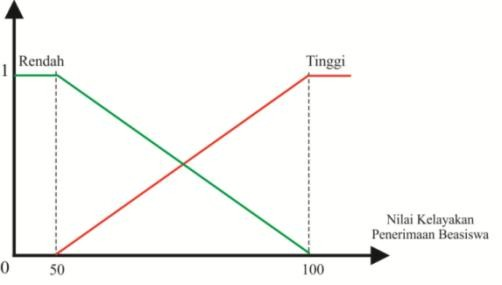 Rendah
Tinggi
1
Nilai Kelayakan
Penerimaan Beasiswa
0
50
100